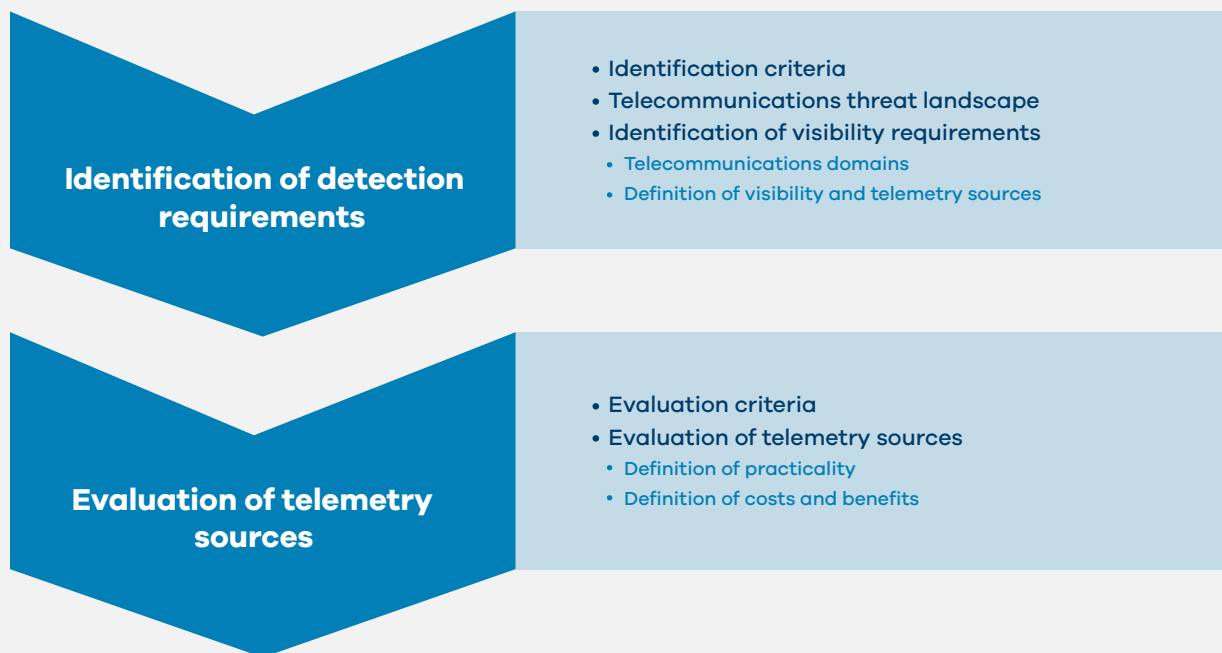 Identification of detection
requirements
• Identification criteria
• Telecommunications threat landscape
• Identification of visibility requirements
• Telecommunications domains
• Definition of visibility and telemetry sources
Evaluation of telemetry
sources
• Evaluation criteria
• Evaluation of telemetry sources
• Definition of practicality
• Definition of costs and benefits